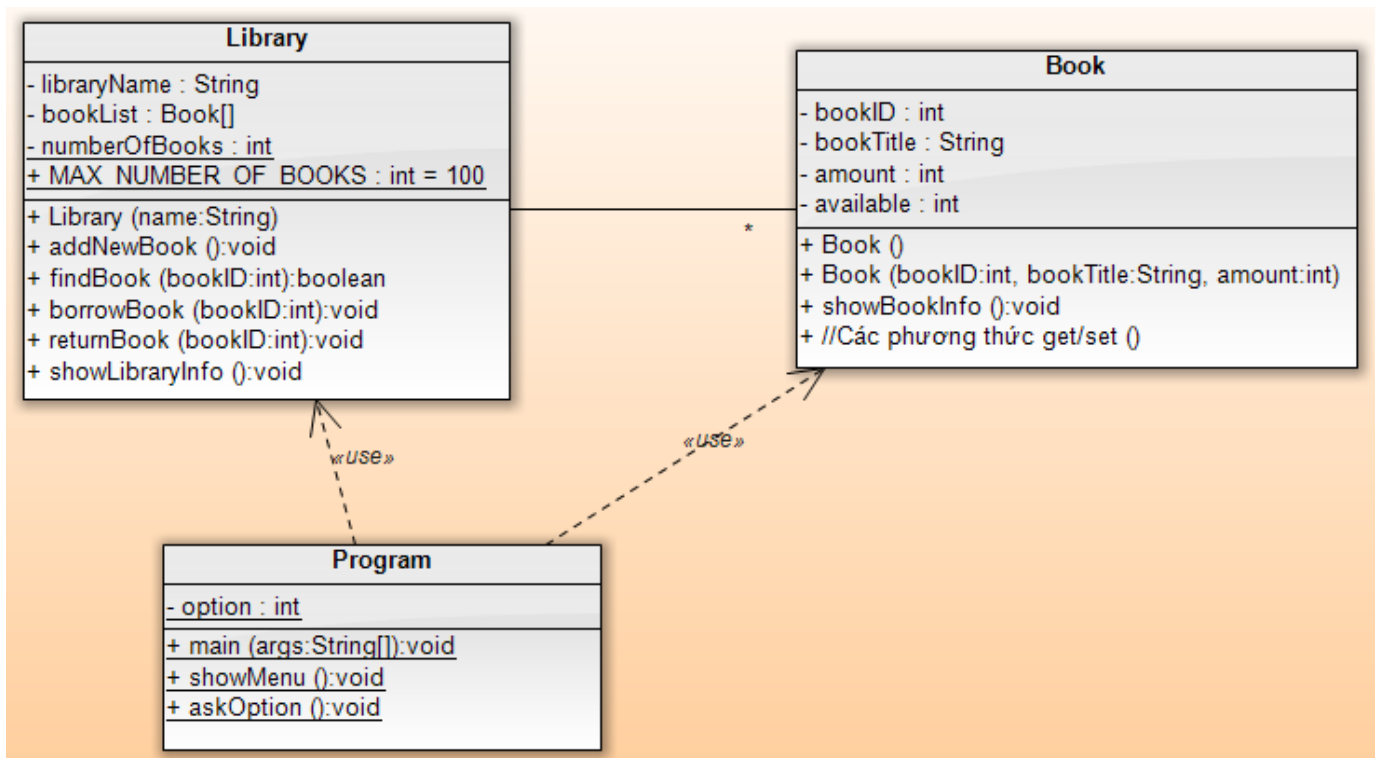 Library
- libraryName : String
- bookList : Book[]
- numberOfBooks : int
+ MAX_NUMBER_OF_BOOKS : int = 100
+ Library (name:String)
+ addNewBook ():void
+ findBook (bookID:int):boolean
+ borrowBook (bookID:int):void
+ returnBook (bookID:int):void
+ showLibraryInfo ():void
*
Book
- bookID : int
- bookTitle : String
- amount : int
- available : int
+ Book ()
+ Book (bookID:int, bookTitle:String, amount:int)
+ showBookInfo ():void
+ //Các phương thức get/set ()
«use»
«use»
Program
- option : int
+ main (args:String[]):void
+ showMenu ():void
+ askOption ():void